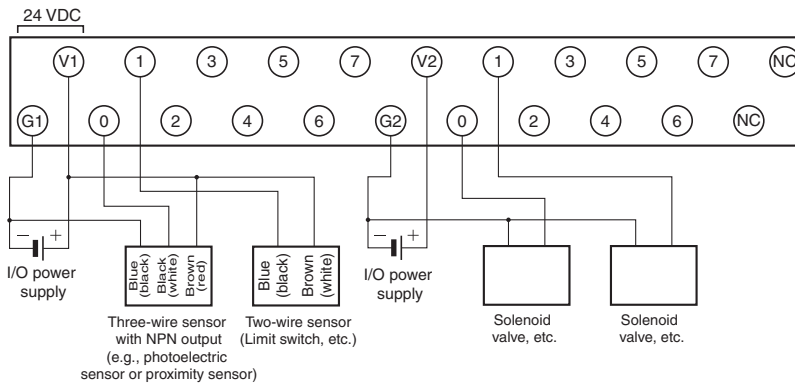 24 VDC
V1 1 3 5 7 V2 1 3 5 7 NC
G1 0 2 4 6 G2 0 2 4 6 NC
− +
I/O power
supply
Blue
(black)
Black
(white)
Brown
(red)
Three-wire sensor
with NPN output
(e.g., photoelectric
sensor or proximity sensor)
Blue
(black)
Brown
(white)
Two-wire sensor
(Limit switch, etc.)
− +
I/O power
supply
Solenoid
valve, etc.
Solenoid
valve, etc.